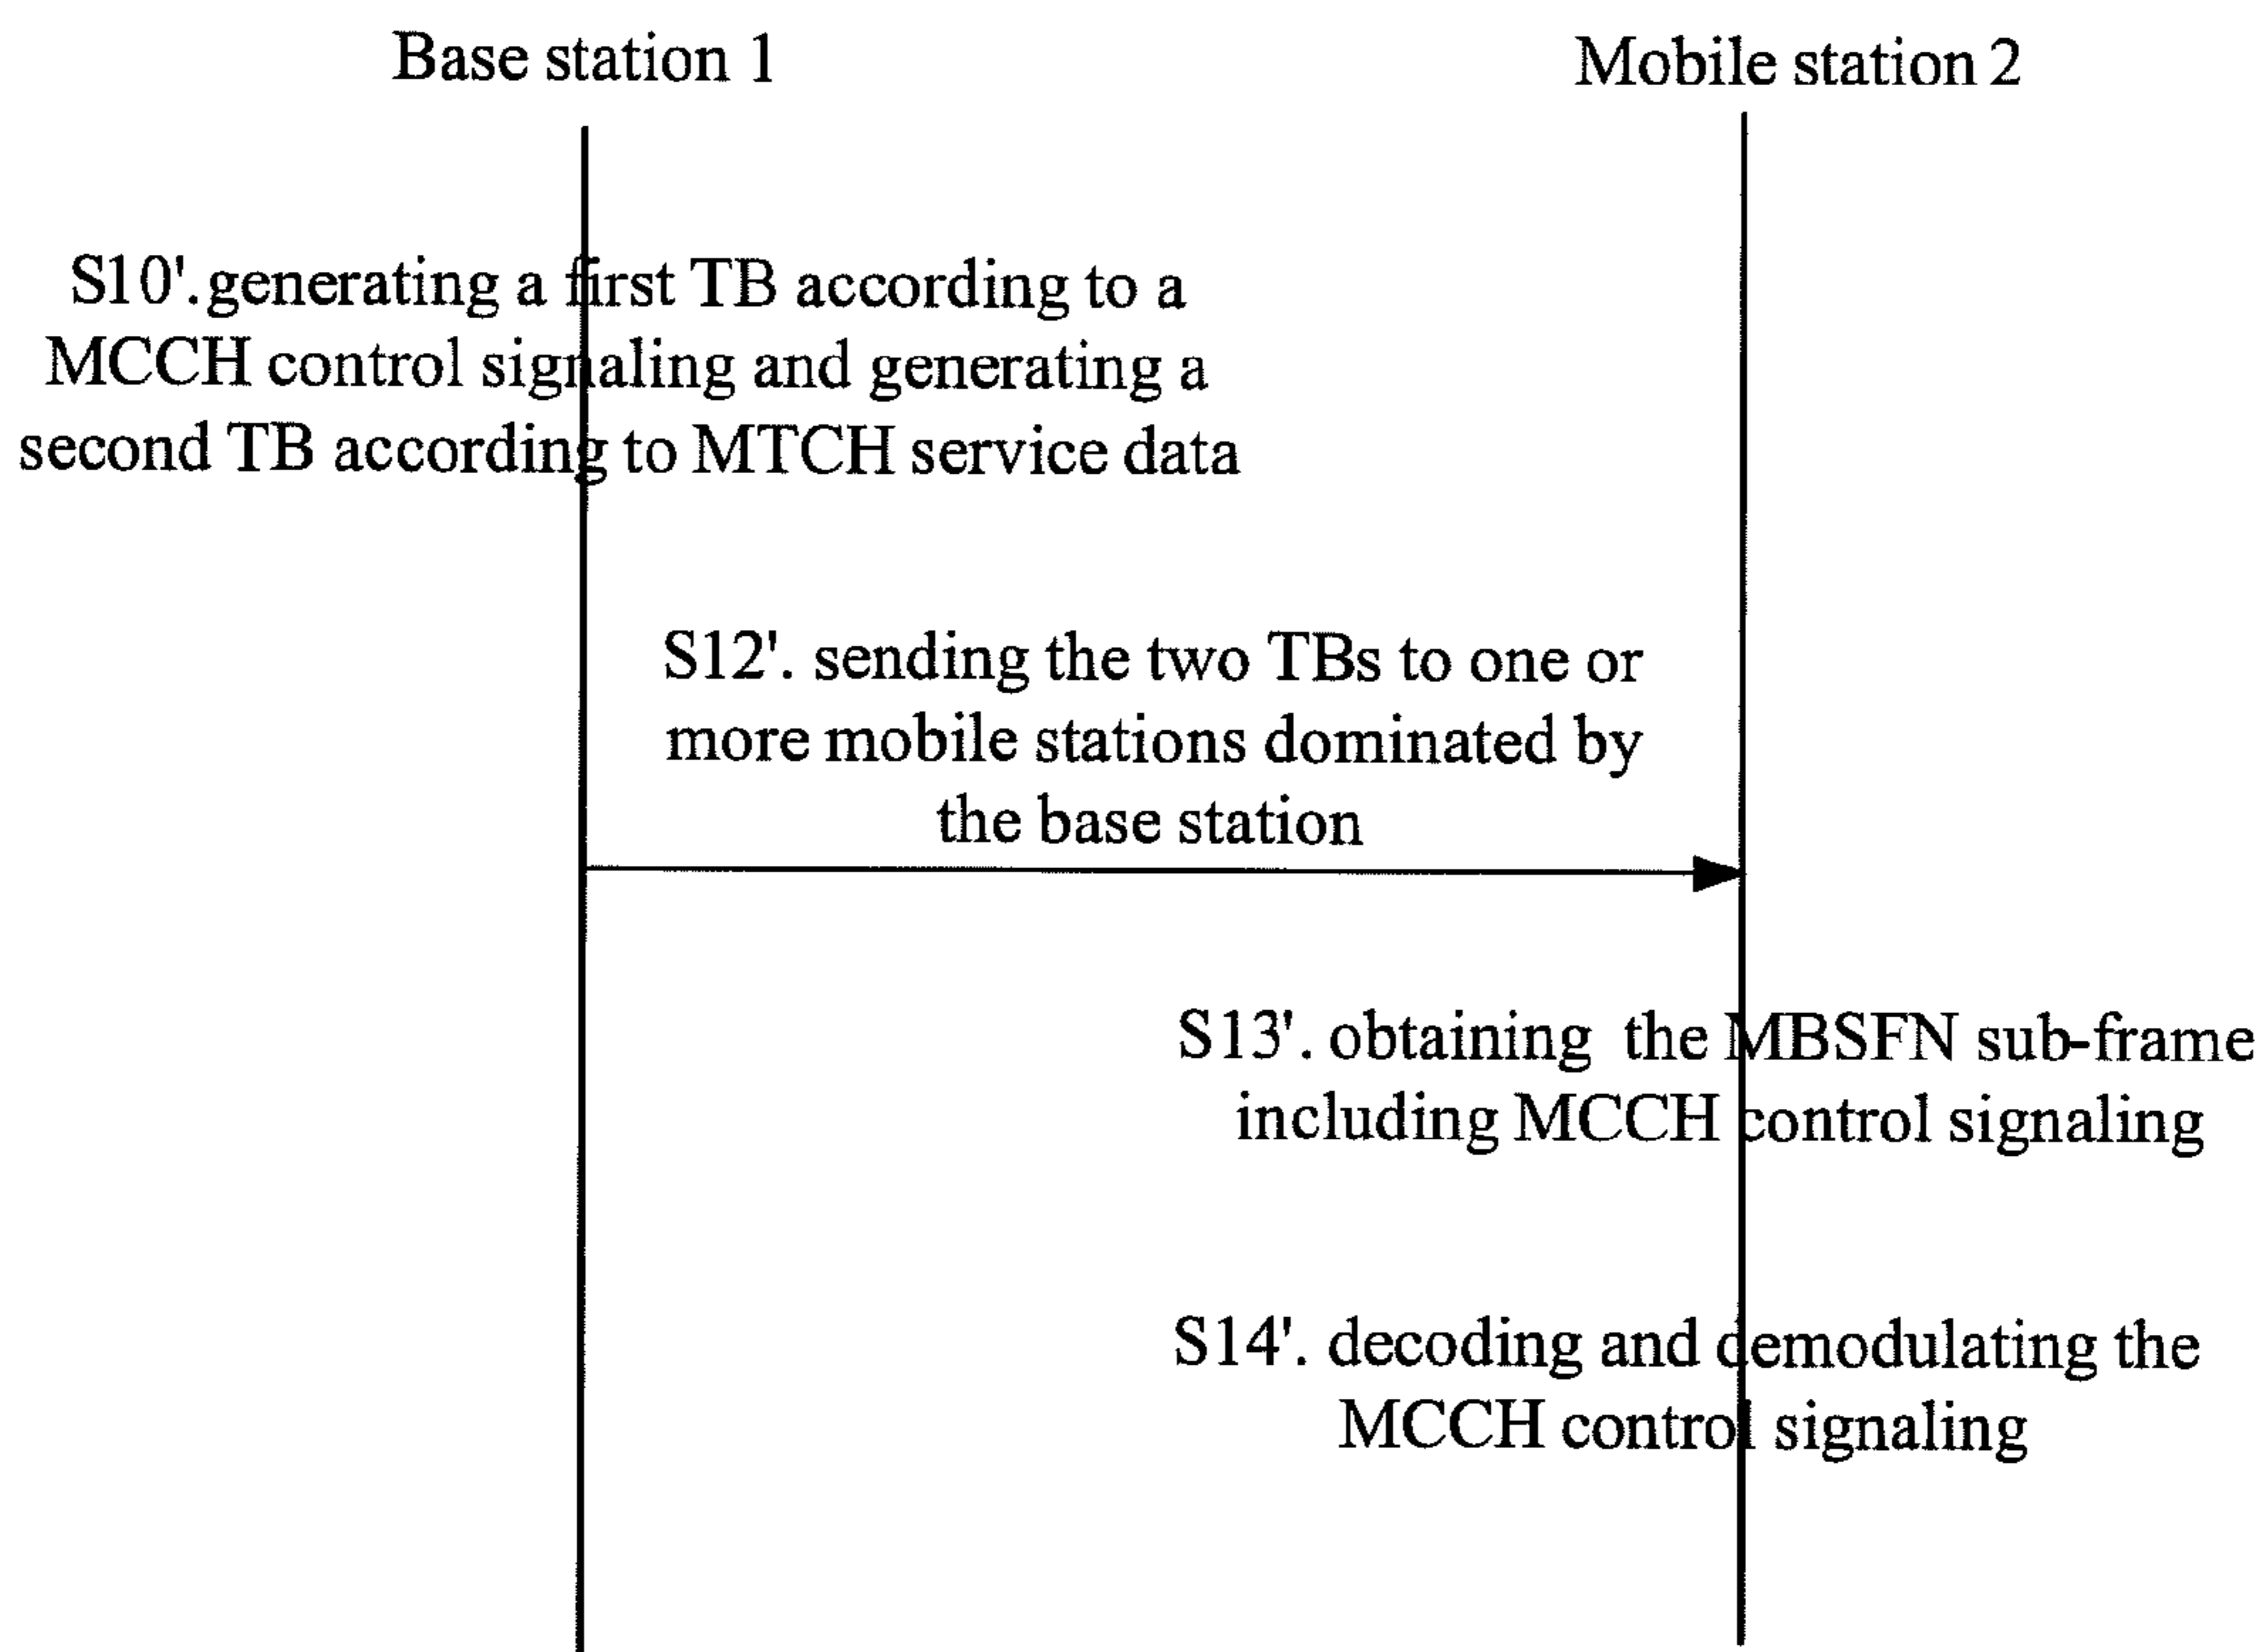 Base station 1
Mobile station 2
S10'.generating a first TB according to a
MCCH control signaling and generating a
second TB according to MTCH service data
S12'. sending the two TBs to one or
more mobile stations dominated by
the base station
S13'. obtaining the MBSFN sub-frame
including MCCH control signaling
S14'. decoding and demodulating the
MCCH control signaling